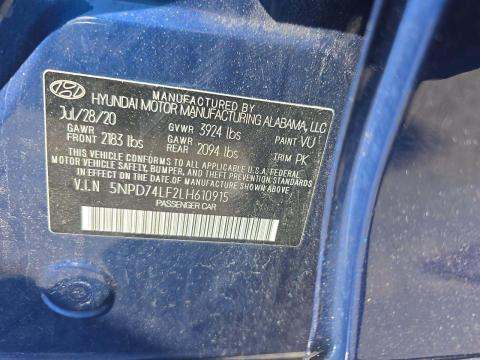 MANUFACTURED BY
HYUNDAI MOTOR MANUFACTURING ALABAMA, LLC
Jul/28/20 GVWR 3924 lbs PAINT VU
GAWR FRONT 2183 lbs GAWR REAR 2094 lbs TRIM PK
THIS VEHICLE CONFORMS TO ALL APPLICABLE U.S.A. FEDERAL
MOTOR VEHICLE SAFETY, BUMPER, AND THEFT PREVENTION STANDARDS
IN EFFECT ON THE DATE OF MANUFACTURE SHOWN ABOVE.
V.I.N 5NPD74LF2LH610915
PASSENGER CAR